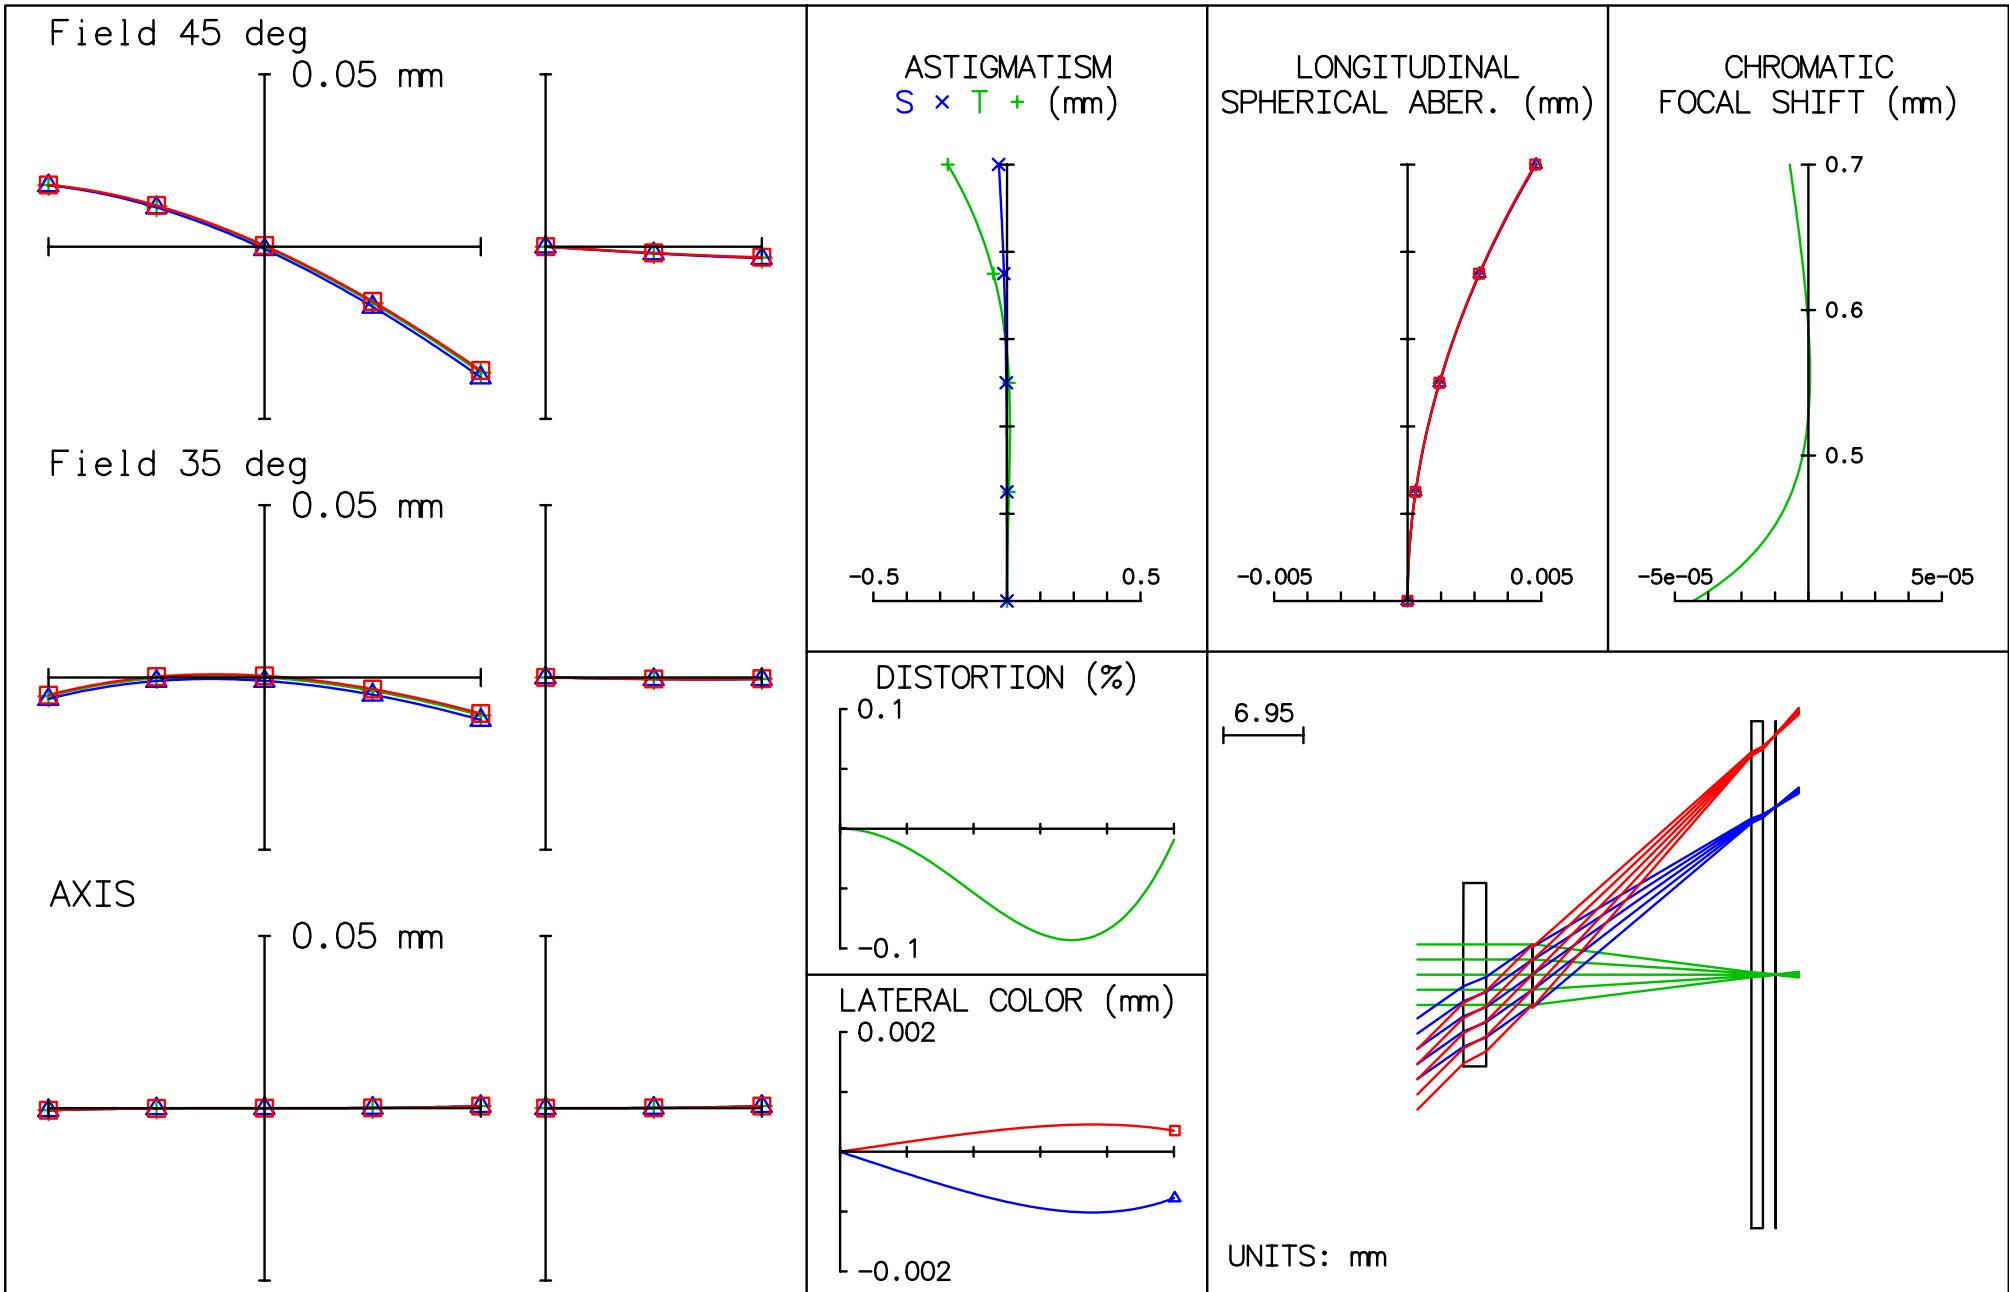 Field 45 deg
0.05 mm
Field 35 deg
0.05 mm
AXIS
0.05 mm
ASTIGMATISM
S × T + (mm)
-0.5
0.5
LONGITUDINAL
SPHERICAL ABER. (mm)
-0.005
0.005
CHROMATIC
FOCAL SHIFT (mm)
0.7
0.6
0.5
-5e-05
5e-05
DISTORTION (%)
0.1
-0.1
LATERAL COLOR (mm)
0.002
-0.002
6.95
UNITS: mm